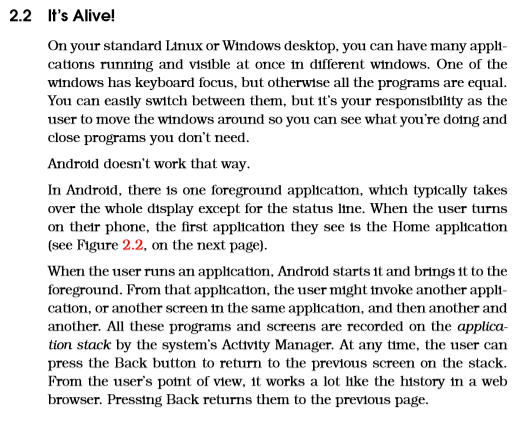 2.2 It's Alive!
On your standard Linux or Windows desktop, you can have many appli-
cations running and visible at once in different windows. One of the
windows has keyboard focus, but otherwise all the programs are equal.
You can easily switch between them, but it's your responsibility as the
user to move the windows around so you can see what you're doing and
close programs you don't need.
Android doesn't work that way.
In Android, there is one foreground application, which typically takes
over the whole display except for the status line. When the user turns
on their phone, the first application they see is the Home application
(see Figure 2.2, on the next page).
When the user runs an application, Android starts it and brings it to the
foreground. From that application, the user might invoke another appli-
cation, or another screen in the same application, and then another and
another. All these programs and screens are recorded on the applica-
tion stack by the system's Activity Manager. At any time, the user can
press the Back button to return to the previous screen on the stack.
From the user's point of view, it works a lot like the history in a web
browser. Pressing Back returns them to the previous page.